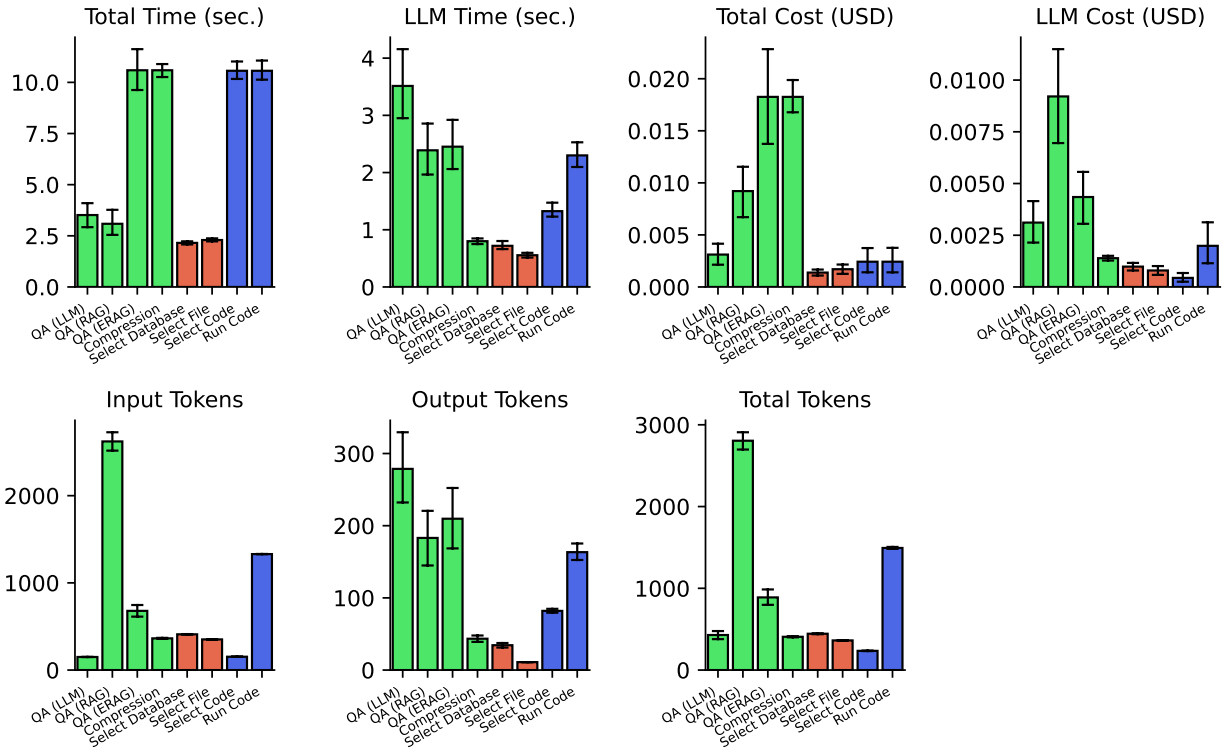 Total Time (sec.)
10.0
7.5
5.0
2.5
0.0
QA (LLM)
QA (RAG)
QA (ERAG)
Compression
Select Database
Select File
Select Code
Run Code
LLM Time (sec.)
4
3
2
1
0
QA (LLM)
QA (RAG)
QA (ERAG)
Compression
Select Database
Select File
Select Code
Run Code
Total Cost (USD)
0.020
0.015
0.010
0.005
0.000
QA (LLM)
QA (RAG)
QA (ERAG)
Compression
Select Database
Select File
Select Code
Run Code
LLM Cost (USD)
0.0100
0.0075
0.0050
0.0025
0.0000
QA (LLM)
QA (RAG)
QA (ERAG)
Compression
Select Database
Select File
Select Code
Run Code
Input Tokens
2000
1000
0
QA (LLM)
QA (RAG)
QA (ERAG)
Compression
Select Database
Select File
Select Code
Run Code
Output Tokens
300
200
100
0
QA (LLM)
QA (RAG)
QA (ERAG)
Compression
Select Database
Select File
Select Code
Run Code
Total Tokens
3000
2000
1000
0
QA (LLM)
QA (RAG)
QA (ERAG)
Compression
Select Database
Select File
Select Code
Run Code